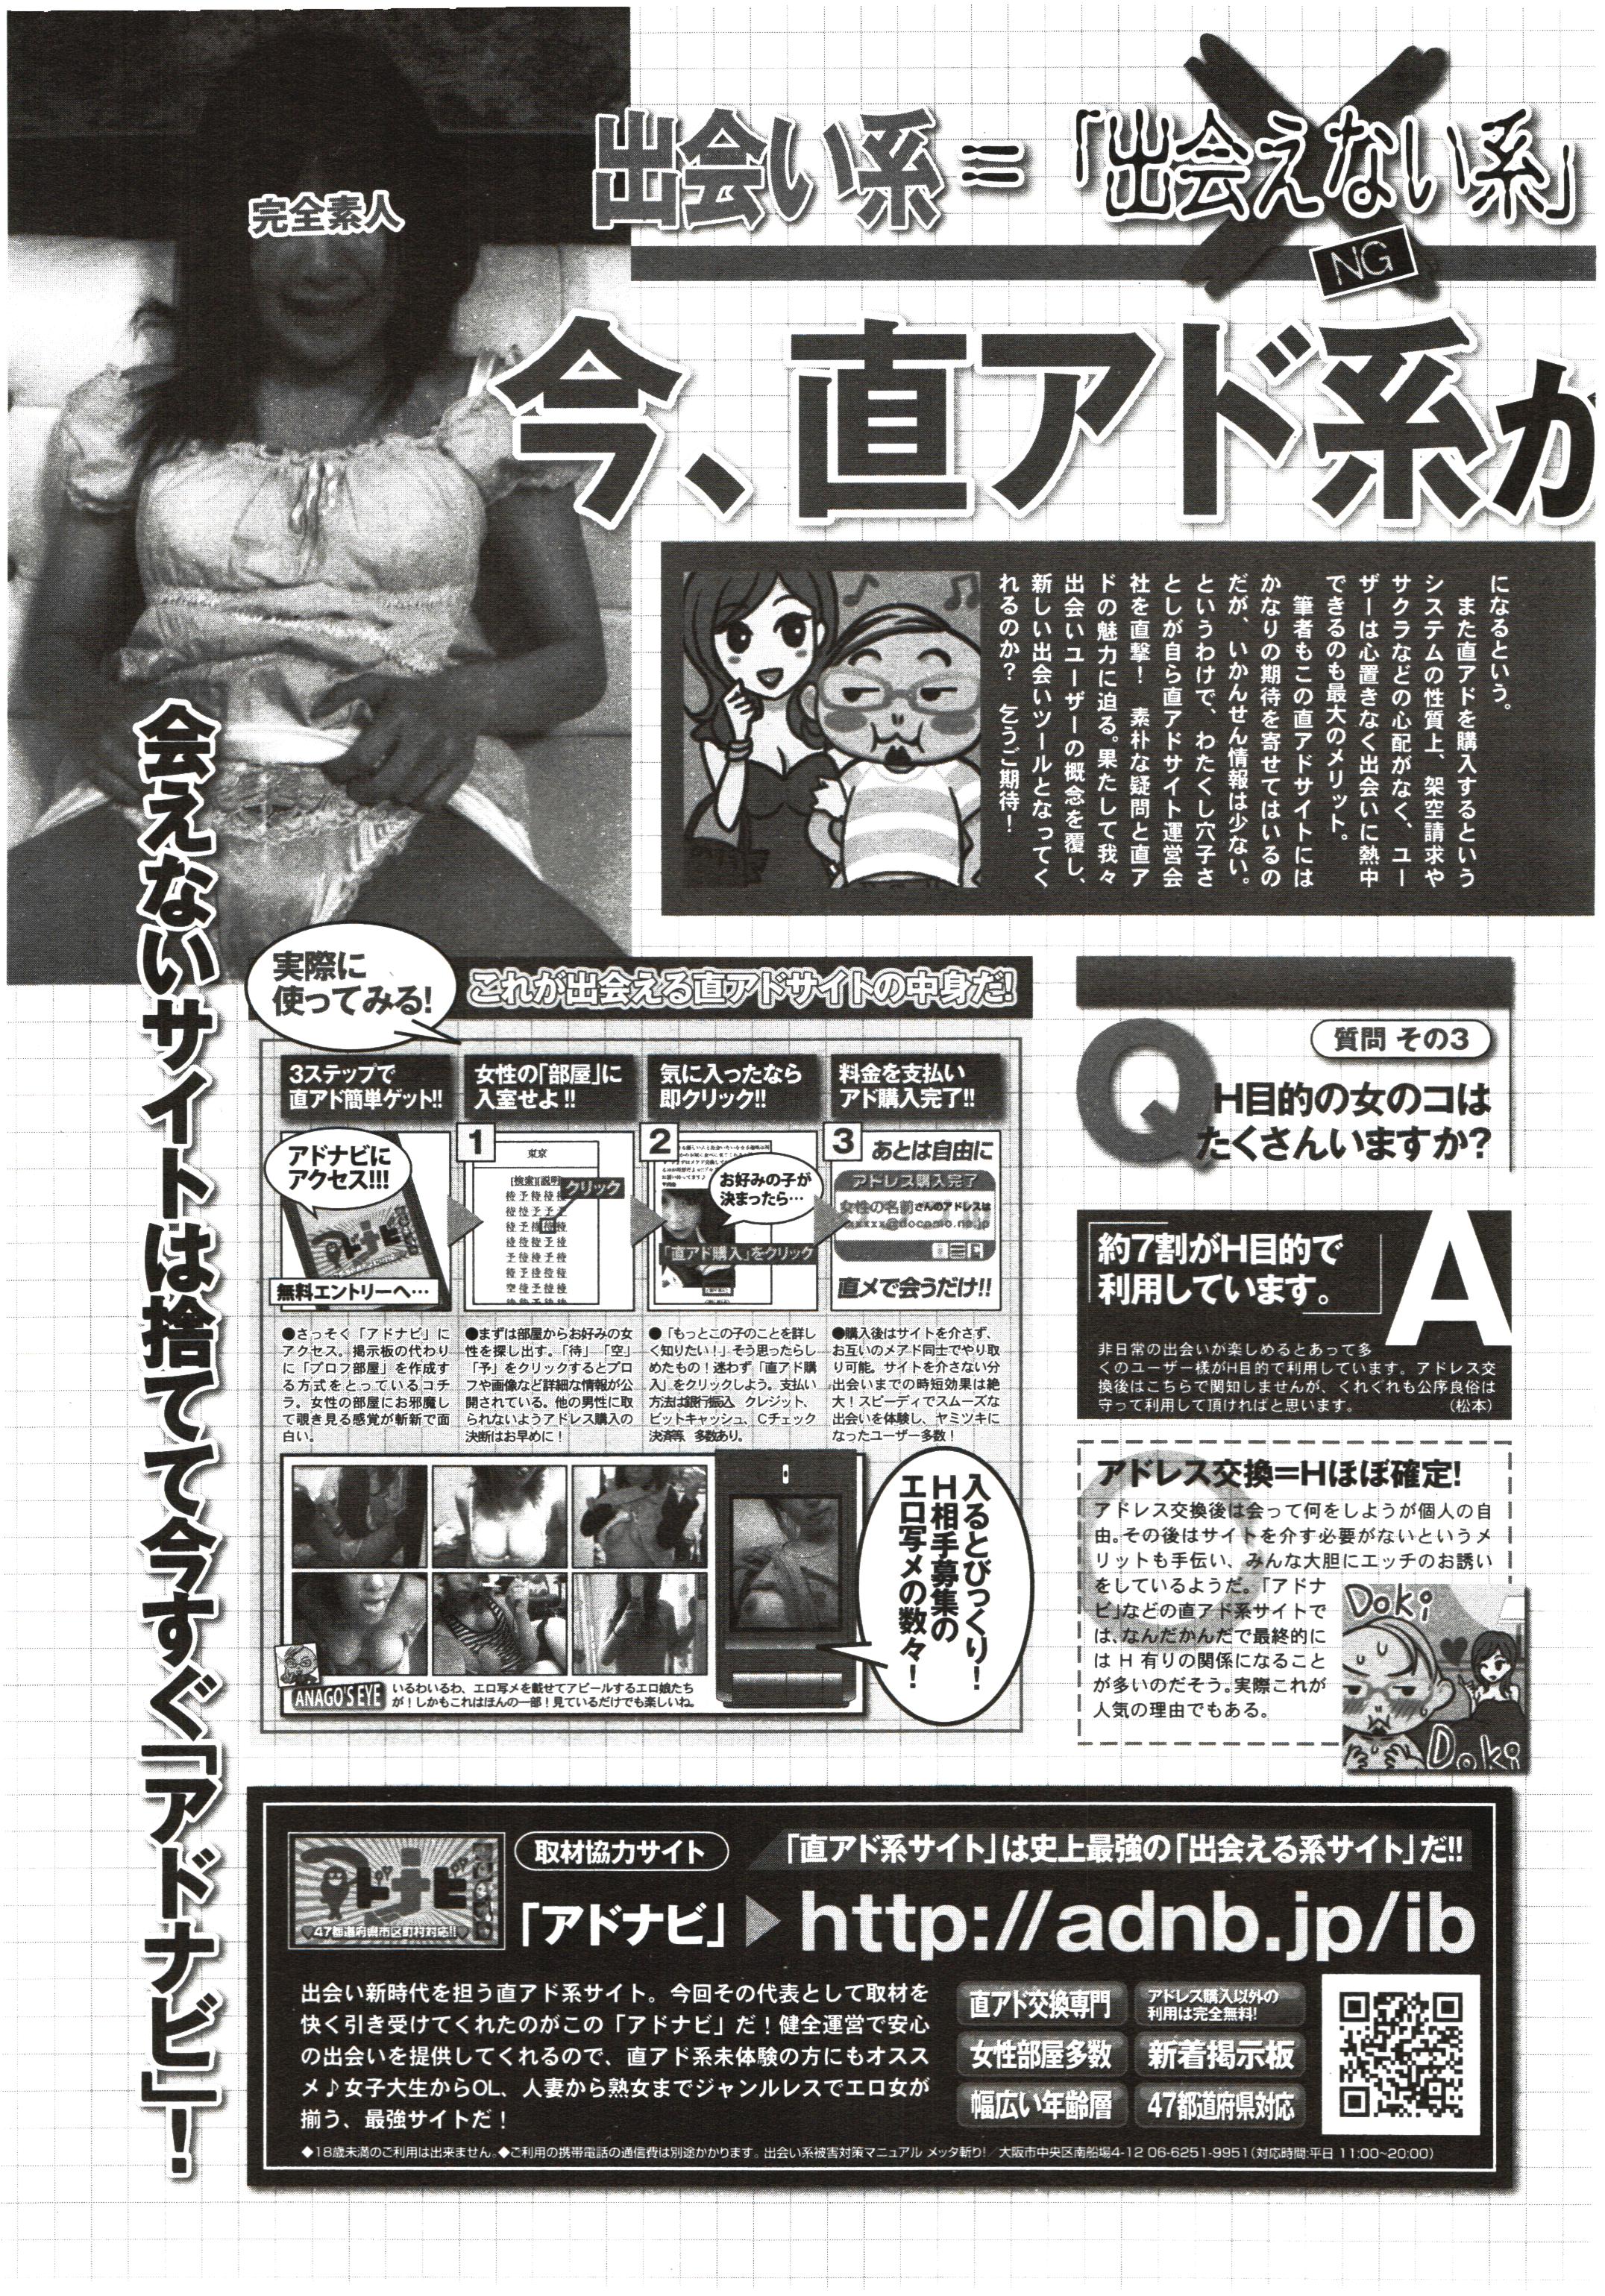 完全素人
出会い系=「出会えない系」
NG
今、直アド系か
になるという。
また直アドを購入するという
システムの性質上、架空請求や
サクラなどの心配がなく、ユー
ザーは心置きなく出会いに熱中
できるのも最大のメリット。
筆者もこの直アドサイトには
かなりの期待を寄せてはいるの
だが、いかんせん情報は少ない。
というわけで、わたくし穴子さ
としが自ら直アドサイト運営会
社を直撃！ 素朴な疑問と直ア
ドの魅力に迫る。果たして我々
出会いユーザーの概念を覆し、
新しい出会いツールとなってく
れるのか？ 乞うご期待！
会えないサイトは捨てて今すぐ「アドナビ」！
実際に
使ってみる！
これが出会える直アドサイトの中身だ！
3ステップで
直アド簡単ゲット!!
アドナビに
アクセス!!!
アドナビ
無料エントリーへ…
●さっそく「アドナビ」に
アクセス。掲示板の代わり
に「プロフ部屋」を作成す
る方式をとっているコチ
ラ。女性の部屋にお邪魔し
て覗き見る感覚が斬新で面
白い。
女性の「部屋」に
入室せよ!!
1
東京
[検索][説明]
クリック
●まずは部屋からお好みの女
性を探し出す。「待」「空」
「予」をクリックするとプロ
フや画像など詳細な情報が公
開されている。他の男性に取
られないようアドレス購入の
決断はお早めに！
気に入ったなら
即クリック!!
2
お好みの子が
決まったら…
「直アド購入」をクリック
●「もっとこの子のことを詳し
く知りたい！」そう思ったらし
めたもの！迷わず「直アド購
入」をクリックしよう。支払い
方法は銀行振込、クレジット、
ビットキャッシュ、Cチェック
決済等、多数あり。
料金を支払い
アド購入完了!!
3
あとは自由に
アドレス購入完了
女性の名前さんのアドレスは
xxxxx@docomo.ne.jp
直メで会うだけ!!
●購入後はサイトを介さず、
お互いのメアド同士でやり取
り可能。サイトを介さない分
出会いまでの時短効果は絶
大！スピーディでスムーズな
出会いを体験し、ヤミツキに
なったユーザー多数！
入るとびっくり！
H相手募集の
エロ写メの数々！
ANAGO'S EYE
いるわいるわ、エロ写メを載せてアピールするエロ娘たち
が！しかもこれはほんの一部！見ているだけでも楽しいね。
Q
質問 その3
H目的の女のコは
たくさんいますか？
A
約7割がH目的で
利用しています。
非日常の出会いが楽しめるとあって多
くのユーザー様がH目的で利用しています。アドレス交
換後はこちらで関知しませんが、くれぐれも公序良俗は
守って利用して頂ければと思います。 （松本）
アドレス交換=Hほぼ確定！
アドレス交換後は会って何をしようが個人の自
由。その後はサイトを介す必要がないというメ
リットも手伝い、みんな大胆にエッチのお誘い
をしているようだ。「アドナ
ビ」などの直アド系サイトで
は、なんだかんだで最終的に
は H 有りの関係になること
が多いのだそう。実際これが
人気の理由でもある。
Doki
Doki
アドナビ
47都道府県市区町村対応!!
取材協力サイト
「直アド系サイト」は史上最強の「出会える系サイト」だ!!
「アドナビ」
http://adnb.jp/ib
出会い新時代を担う直アド系サイト。今回その代表として取材を
快く引き受けてくれたのがこの「アドナビ」だ！健全運営で安心
の出会いを提供してくれるので、直アド系未体験の方にもオスス
メ♪女子大生からOL、人妻から熟女までジャンルレスでエロ女が
揃う、最強サイトだ！
直アド交換専門
アドレス購入以外の
利用は完全無料!
女性部屋多数
新着掲示板
幅広い年齢層
47都道府県対応
◆18歳未満のご利用は出来ません。◆ご利用の携帯電話の通信費は別途かかります。出会い系被害対策マニュアル メッタ斬り!／大阪市中央区南船場4-12 06-6251-9951（対応時間:平日 11:00~20:00）